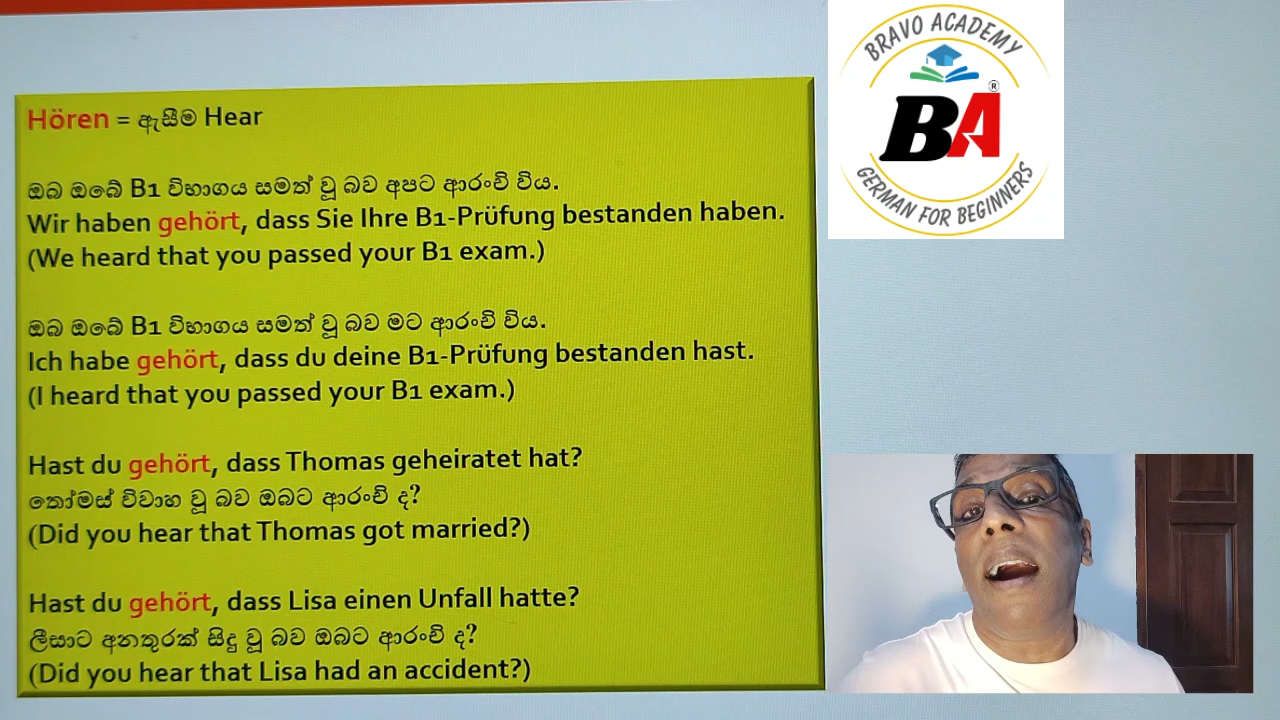 Hören = ඇසීම Hear
ඔබ ඔබේ B1 විභාගය සමත් වූ බව අපට ආරංචි විය.
Wir haben gehört, dass Sie Ihre B1-Prüfung bestanden haben.
(We heard that you passed your B1 exam.)
ඔබ ඔබේ B1 විභාගය සමත් වූ බව මට ආරංචි විය.
Ich habe gehört, dass du deine B1-Prüfung bestanden hast.
(I heard that you passed your B1 exam.)
Hast du gehört, dass Thomas geheiratet hat?
තෝමස් විවාහ වූ බව ඔබට ආරංචි ද?
(Did you hear that Thomas got married?)
Hast du gehört, dass Lisa einen Unfall hatte?
ලීසාට අනතුරක් සිදු වූ බව ඔබට ආරංචි ද?
(Did you hear that Lisa had an accident?)
BRAVO ACADEMY
®
BA
GERMAN FOR BEGINNERS